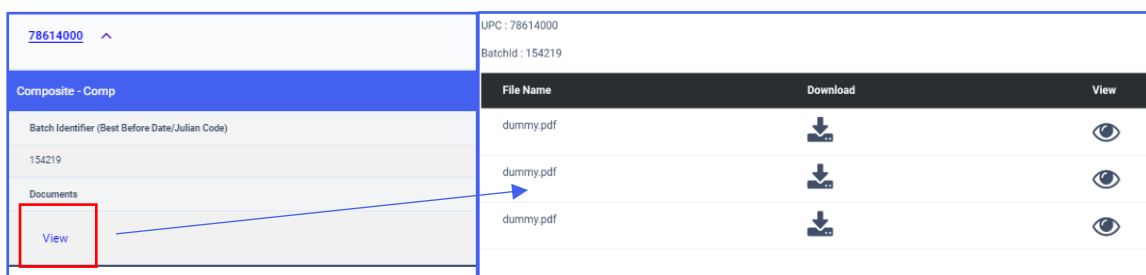 78614000
Composite - Comp
Batch Identifier (Best Before Date/Julian Code)
154219
Documents
View
UPC : 78614000
BatchId : 154219
File Name Download View
dummy.pdf
dummy.pdf
dummy.pdf